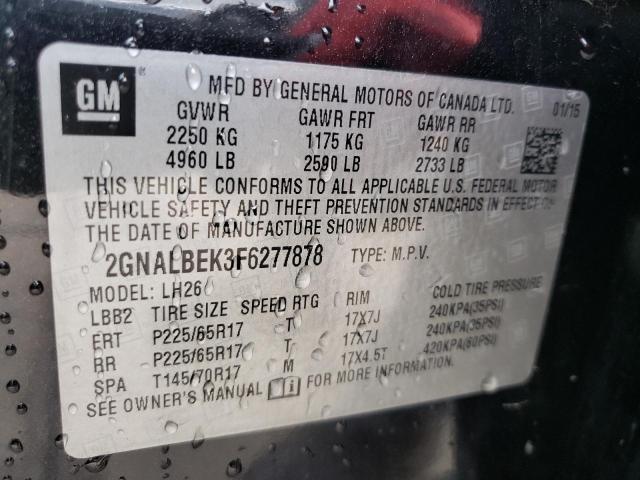 GM
MFD BY GENERAL MOTORS OF CANADA LTD. 01/15
GVWR GAWR FRT GAWR RR
2250 KG 1175 KG 1240 KG
4960 LB 2590 LB 2733 LB
THIS VEHICLE CONFORMS TO ALL APPLICABLE U.S. FEDERAL MOTOR
VEHICLE SAFETY AND THEFT PREVENTION STANDARDS IN EFFECT ON
THE DATE OF MANUFACTURE SHOWN ABOVE.
2GNALBEK3F6277878 TYPE: M.P.V.
MODEL: LH26
LBB2 TIRE SIZE SPEED RTG RIM COLD TIRE PRESSURE
FRT P225/65R17 T 17X7J 240KPA(35PSI)
RR P225/65R17 T 17X7J 240KPA(35PSI)
SPA T145/70R17 M 17X4.5T 420KPA(60PSI)
SEE OWNER'S MANUAL FOR MORE INFORMATION.